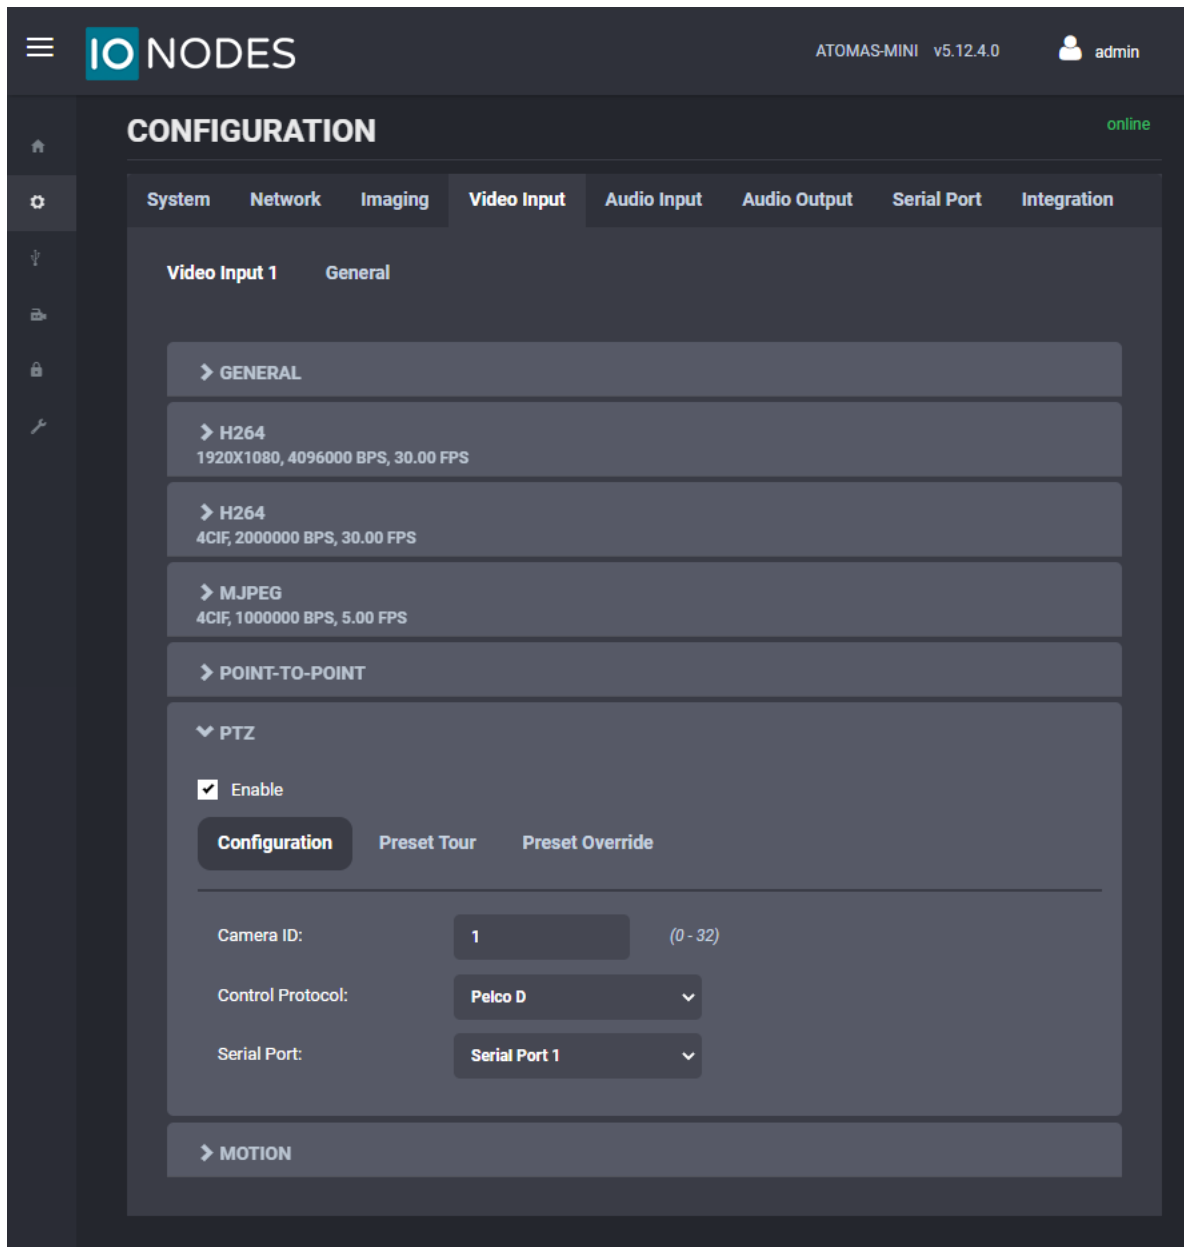 IO NODES
ATOMAS-MINI v5.12.4.0 admin
CONFIGURATION
online
System Network Imaging Video Input Audio Input Audio Output Serial Port Integration
Video Input 1 General
GENERAL
H264
1920X1080, 4096000 BPS, 30.00 FPS
H264
4CIF, 2000000 BPS, 30.00 FPS
MJPEG
4CIF, 1000000 BPS, 5.00 FPS
POINT-TO-POINT
PTZ
Enable
Configuration Preset Tour Preset Override
Camera ID: 1 (0 - 32)
Control Protocol: Pelco D
Serial Port: Serial Port 1
MOTION